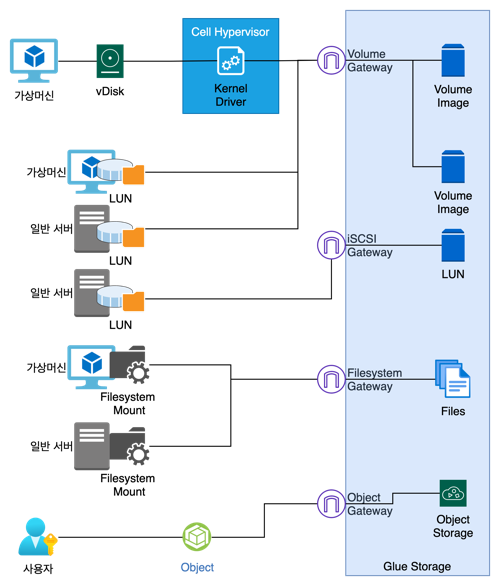 Cell Hypervisor
Kernel
Driver
가상머신
vDisk
Volume
Gateway
Volume
Image
가상머신
LUN
Volume
Image
일반 서버
LUN
iSCSI
Gateway
LUN
일반 서버
LUN
가상머신
Filesystem
Mount
Filesystem
Gateway
Files
일반 서버
Filesystem
Mount
Object
Gateway
Object
Storage
사용자
Object
Glue Storage